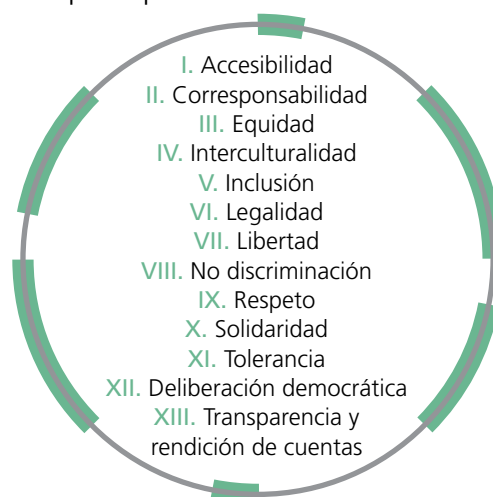 I. Accesibilidad
II. Corresponsabilidad
III. Equidad
IV. Interculturalidad
V. Inclusión
VI. Legalidad
VII. Libertad
VIII. No discriminación
IX. Respeto
X. Solidaridad
XI. Tolerancia
XII. Deliberación democrática
XIII. Transparencia y
rendición de cuentas